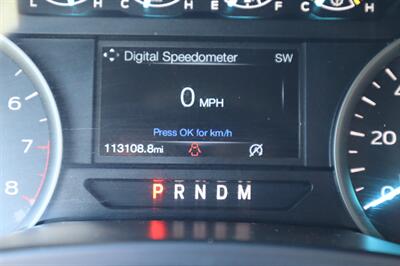 L H C F C H
Digital Speedometer SW
0 MPH
Press OK for km/h
113108.8mi
P R N D M
6
7
8
20
0